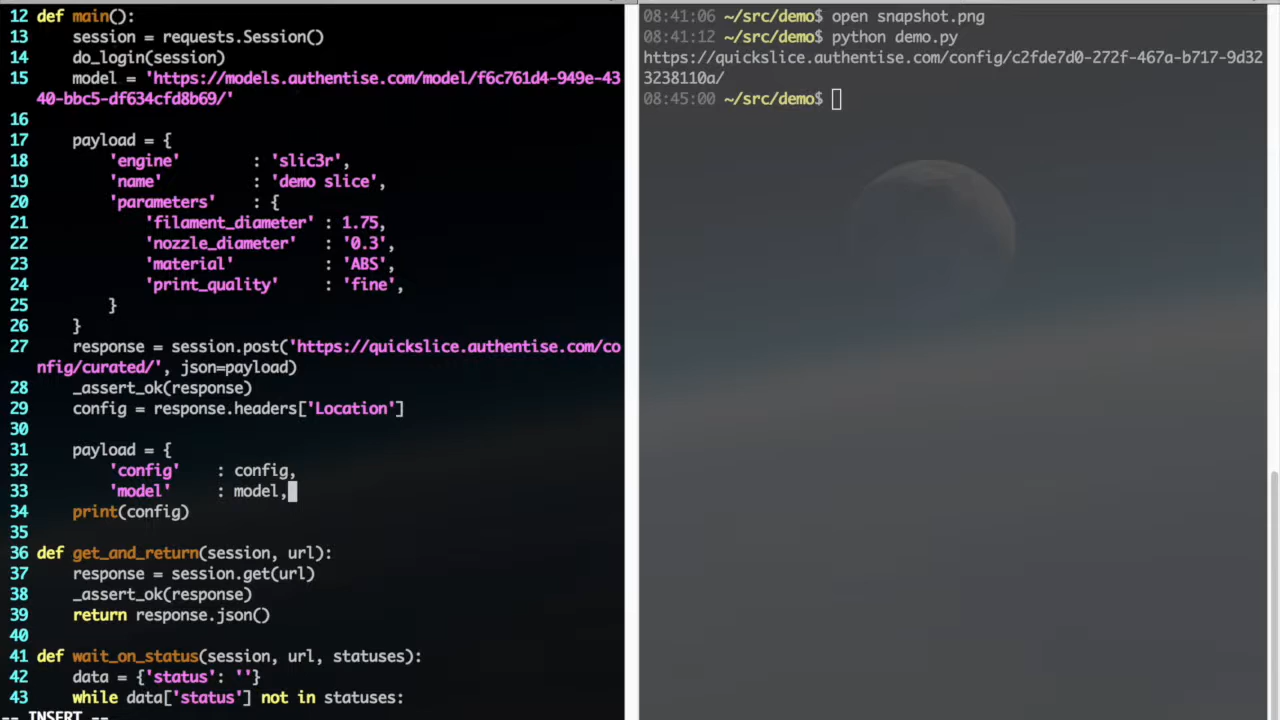 12 def main():
13     session = requests.Session()
14     do_login(session)
15     model = 'https://models.authentise.com/model/f6c761d4-949e-43
40-bbc5-df634cfd8b69/'
16
17     payload = {
18         'engine'        : 'slic3r',
19         'name'          : 'demo slice',
20         'parameters'    : {
21             'filament_diameter' : 1.75,
22             'nozzle_diameter'   : '0.3',
23             'material'          : 'ABS',
24             'print_quality'     : 'fine',
25         }
26     }
27     response = session.post('https://quickslice.authentise.com/co
nfig/curated/', json=payload)
28     _assert_ok(response)
29     config = response.headers['Location']
30
31     payload = {
32         'config'    : config,
33         'model'     : model,
34     print(config)
35
36 def get_and_return(session, url):
37     response = session.get(url)
38     _assert_ok(response)
39     return response.json()
40
41 def wait_on_status(session, url, statuses):
42     data = {'status': ''}
43     while data['status'] not in statuses:
-- INSERT --
08:41:06 ~/src/demo$ open snapshot.png
08:41:12 ~/src/demo$ python demo.py
https://quickslice.authentise.com/config/c2fde7d0-272f-467a-b717-9d32
3238110a/
08:45:00 ~/src/demo$